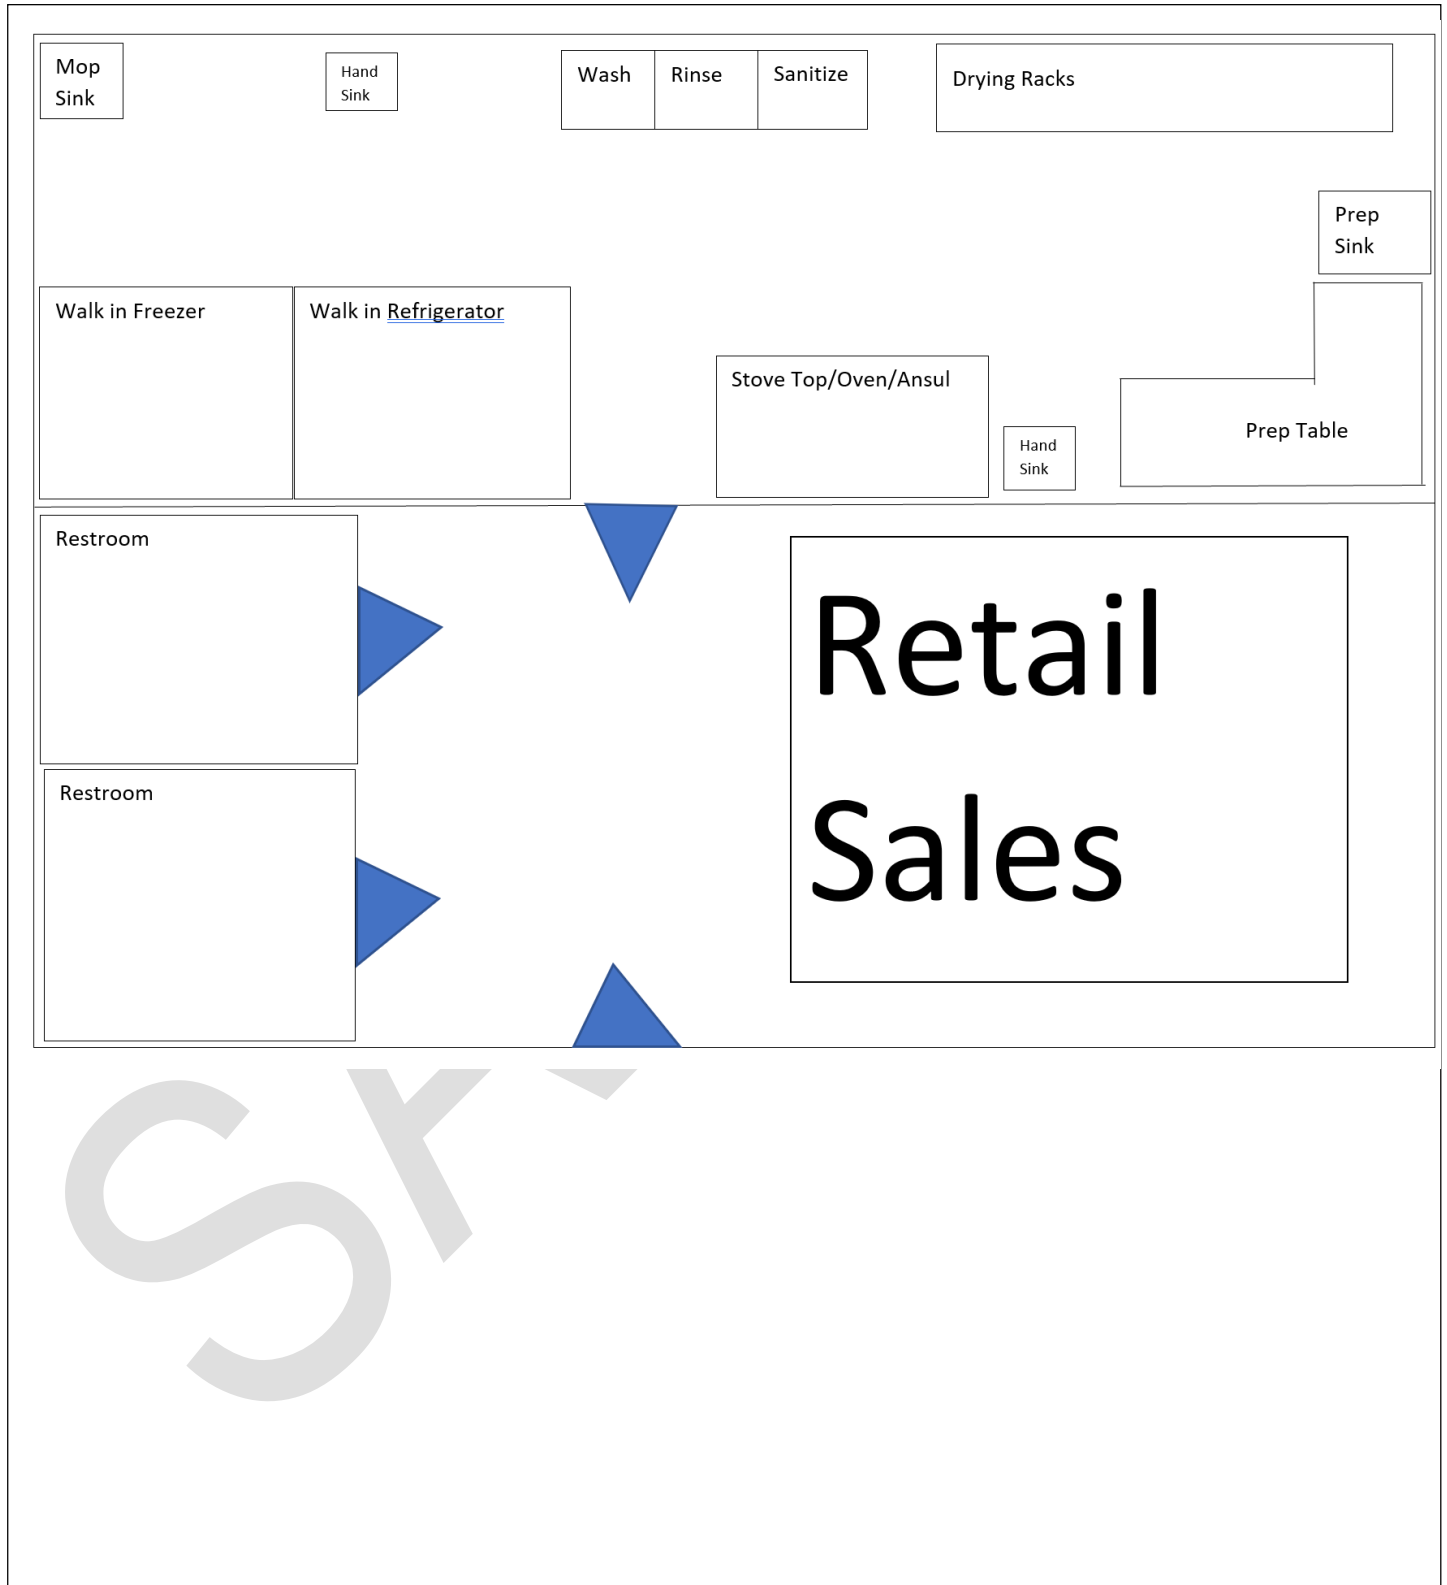 Mop
Sink
Hand
Sink
Wash
Rinse
Sanitize
Drying Racks
Prep
Sink
Walk in Freezer
Walk in Refrigerator
Stove Top/Oven/Ansul
Hand
Sink
Prep Table
Restroom
Retail
Sales
Restroom